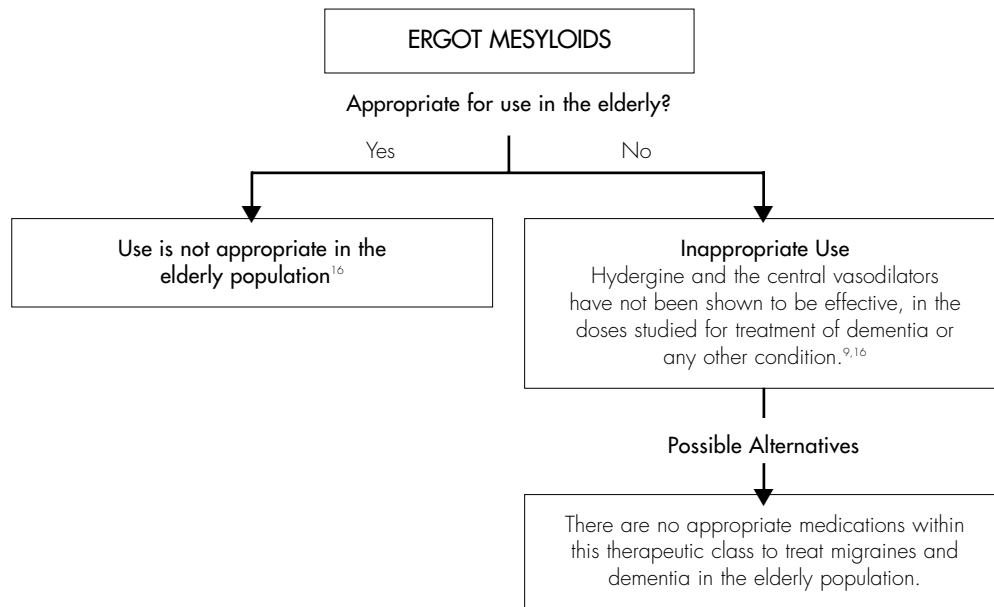 ERGOT MESYLOIDS
Appropriate for use in the elderly?
Yes
No
Use is not appropriate in the
elderly population16
Inappropriate Use
Hydergine and the central vasodilators
have not been shown to be effective, in the
doses studied for treatment of dementia or
any other condition.9,16
Possible Alternatives
There are no appropriate medications within
this therapeutic class to treat migraines and
dementia in the elderly population.